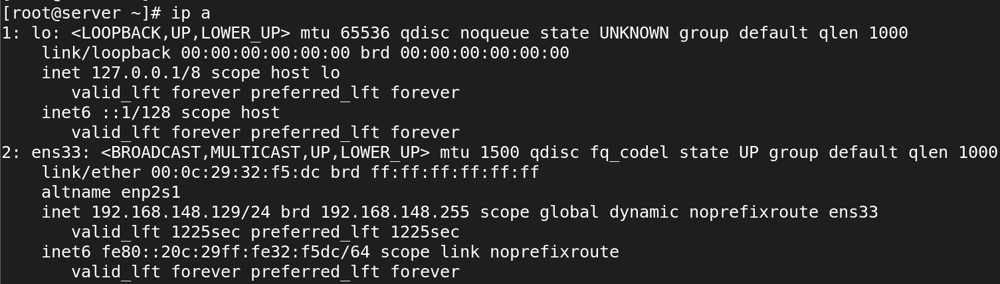 [root@server ~]# ip a
1: lo: <LOOPBACK,UP,LOWER_UP> mtu 65536 qdisc noqueue state UNKNOWN group default qlen 1000
    link/loopback 00:00:00:00:00:00 brd 00:00:00:00:00:00
    inet 127.0.0.1/8 scope host lo
       valid_lft forever preferred_lft forever
    inet6 ::1/128 scope host
       valid_lft forever preferred_lft forever
2: ens33: <BROADCAST,MULTICAST,UP,LOWER_UP> mtu 1500 qdisc fq_codel state UP group default qlen 1000
    link/ether 00:0c:29:32:f5:dc brd ff:ff:ff:ff:ff:ff
    altname enp2s1
    inet 192.168.148.129/24 brd 192.168.148.255 scope global dynamic noprefixroute ens33
       valid_lft 1225sec preferred_lft 1225sec
    inet6 fe80::20c:29ff:fe32:f5dc/64 scope link noprefixroute
       valid_lft forever preferred_lft forever